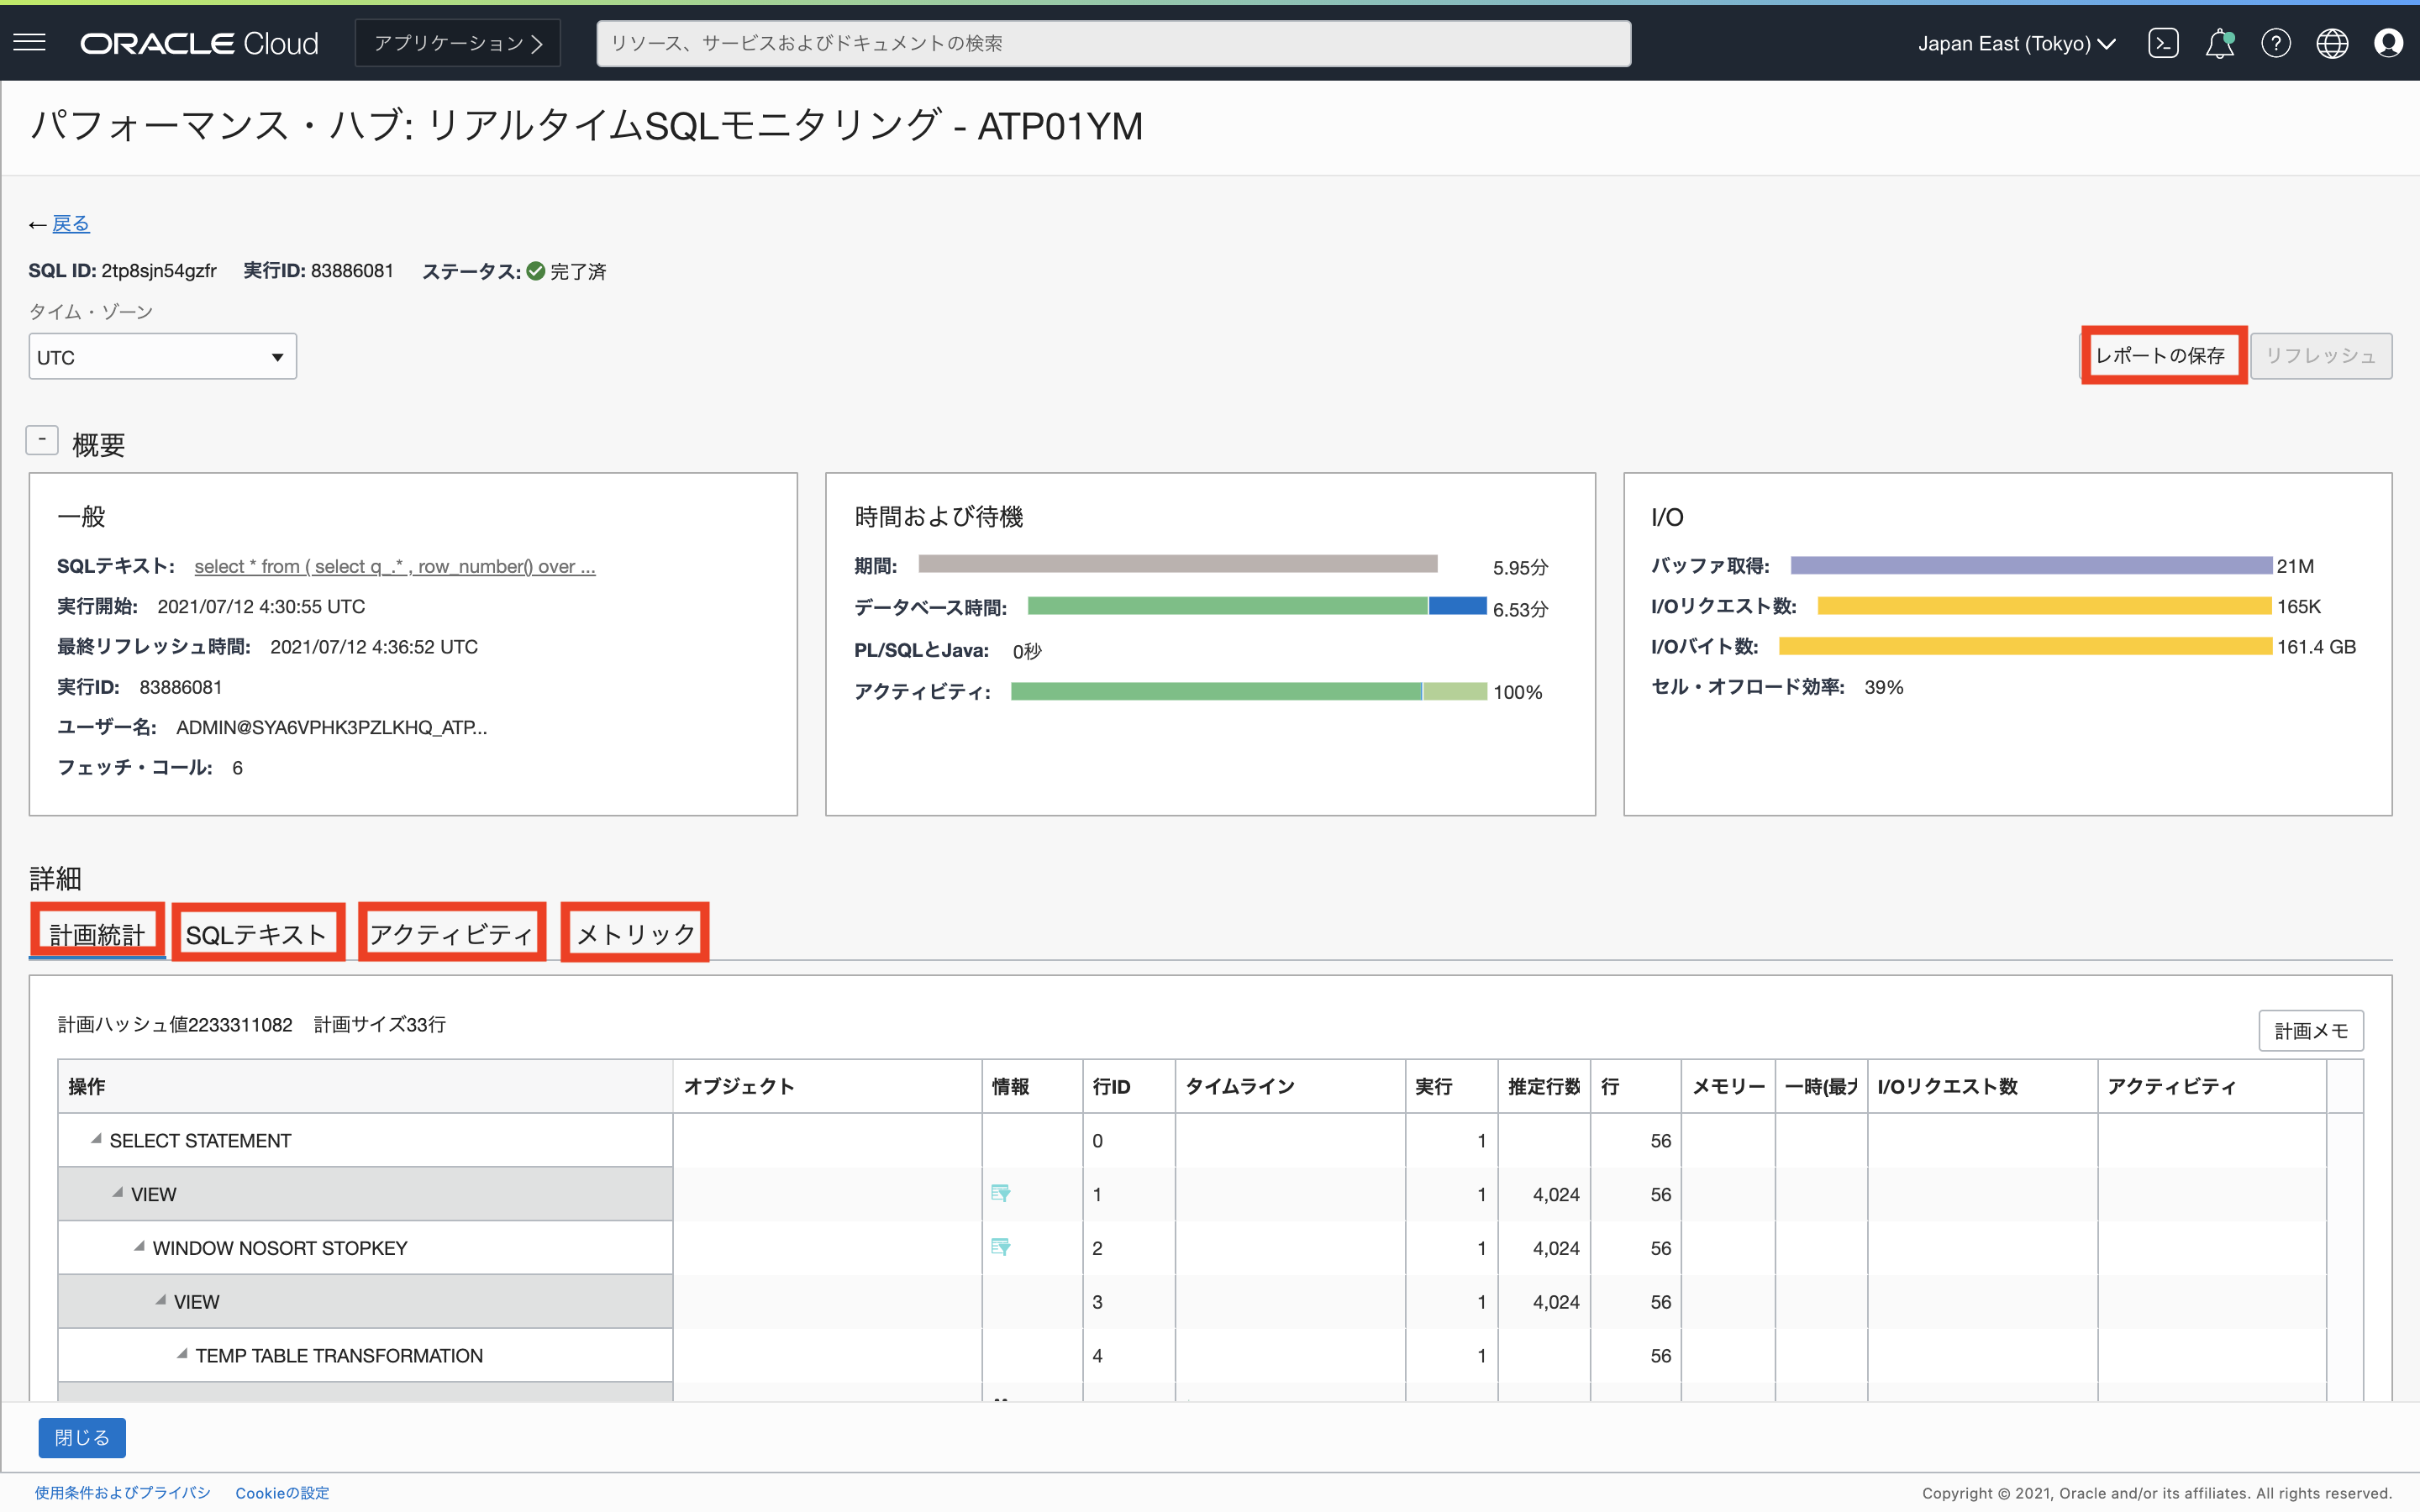 ORACLE Cloud アプリケーション リソース、サービスおよびドキュメントの検索 Japan East (Tokyo)
パフォーマンス・ハブ: リアルタイムSQLモニタリング - ATP01YM
← 戻る
SQL ID: 2tp8sjn54gzfr 実行ID: 83886081 ステータス: 完了済
タイム・ゾーン
UTC レポートの保存 リフレッシュ
- 概要
一般
SQLテキスト: select * from ( select q_.* , row_number() over ...
実行開始: 2021/07/12 4:30:55 UTC
最終リフレッシュ時間: 2021/07/12 4:36:52 UTC
実行ID: 83886081
ユーザー名: ADMIN@SYA6VPHK3PZLKHQ_ATP...
フェッチ・コール: 6
時間および待機
期間: 5.95分
データベース時間: 6.53分
PL/SQLとJava: 0秒
アクティビティ: 100%
I/O
バッファ取得: 21M
I/Oリクエスト数: 165K
I/Oバイト数: 161.4 GB
セル・オフロード効率: 39%
詳細
計画統計 SQLテキスト アクティビティ メトリック
計画ハッシュ値2233311082 計画サイズ33行 計画メモ
操作 オブジェクト 情報 行ID タイムライン 実行 推定行数 行 メモリー 一時(最大 I/Oリクエスト数 アクティビティ
SELECT STATEMENT 0 1 56
VIEW 1 1 4,024 56
WINDOW NOSORT STOPKEY 2 1 4,024 56
VIEW 3 1 4,024 56
TEMP TABLE TRANSFORMATION 4 1 56
閉じる
使用条件およびプライバシ Cookieの設定 Copyright © 2021, Oracle and/or its affiliates. All rights reserved.